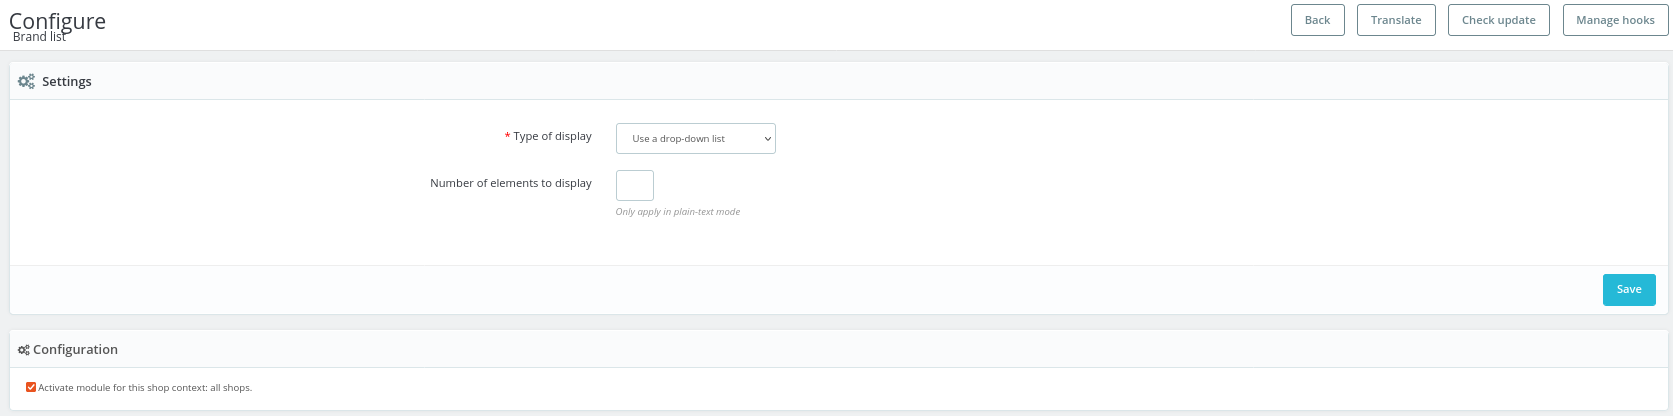 Configure
Brand list
Back
Translate
Check update
Manage hooks
Settings
* Type of display
Use a drop-down list
Number of elements to display
Only apply in plain-text mode
Save
Configuration
Activate module for this shop context: all shops.